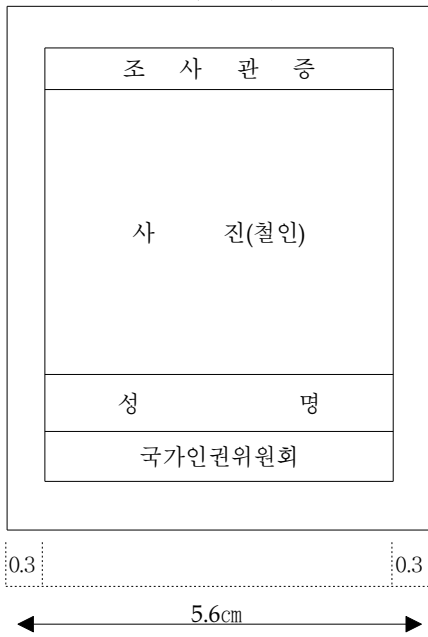 조 사 관 증
사 진(철인)
성 명
국가인권위원회
0.3 0.3
5.6㎝